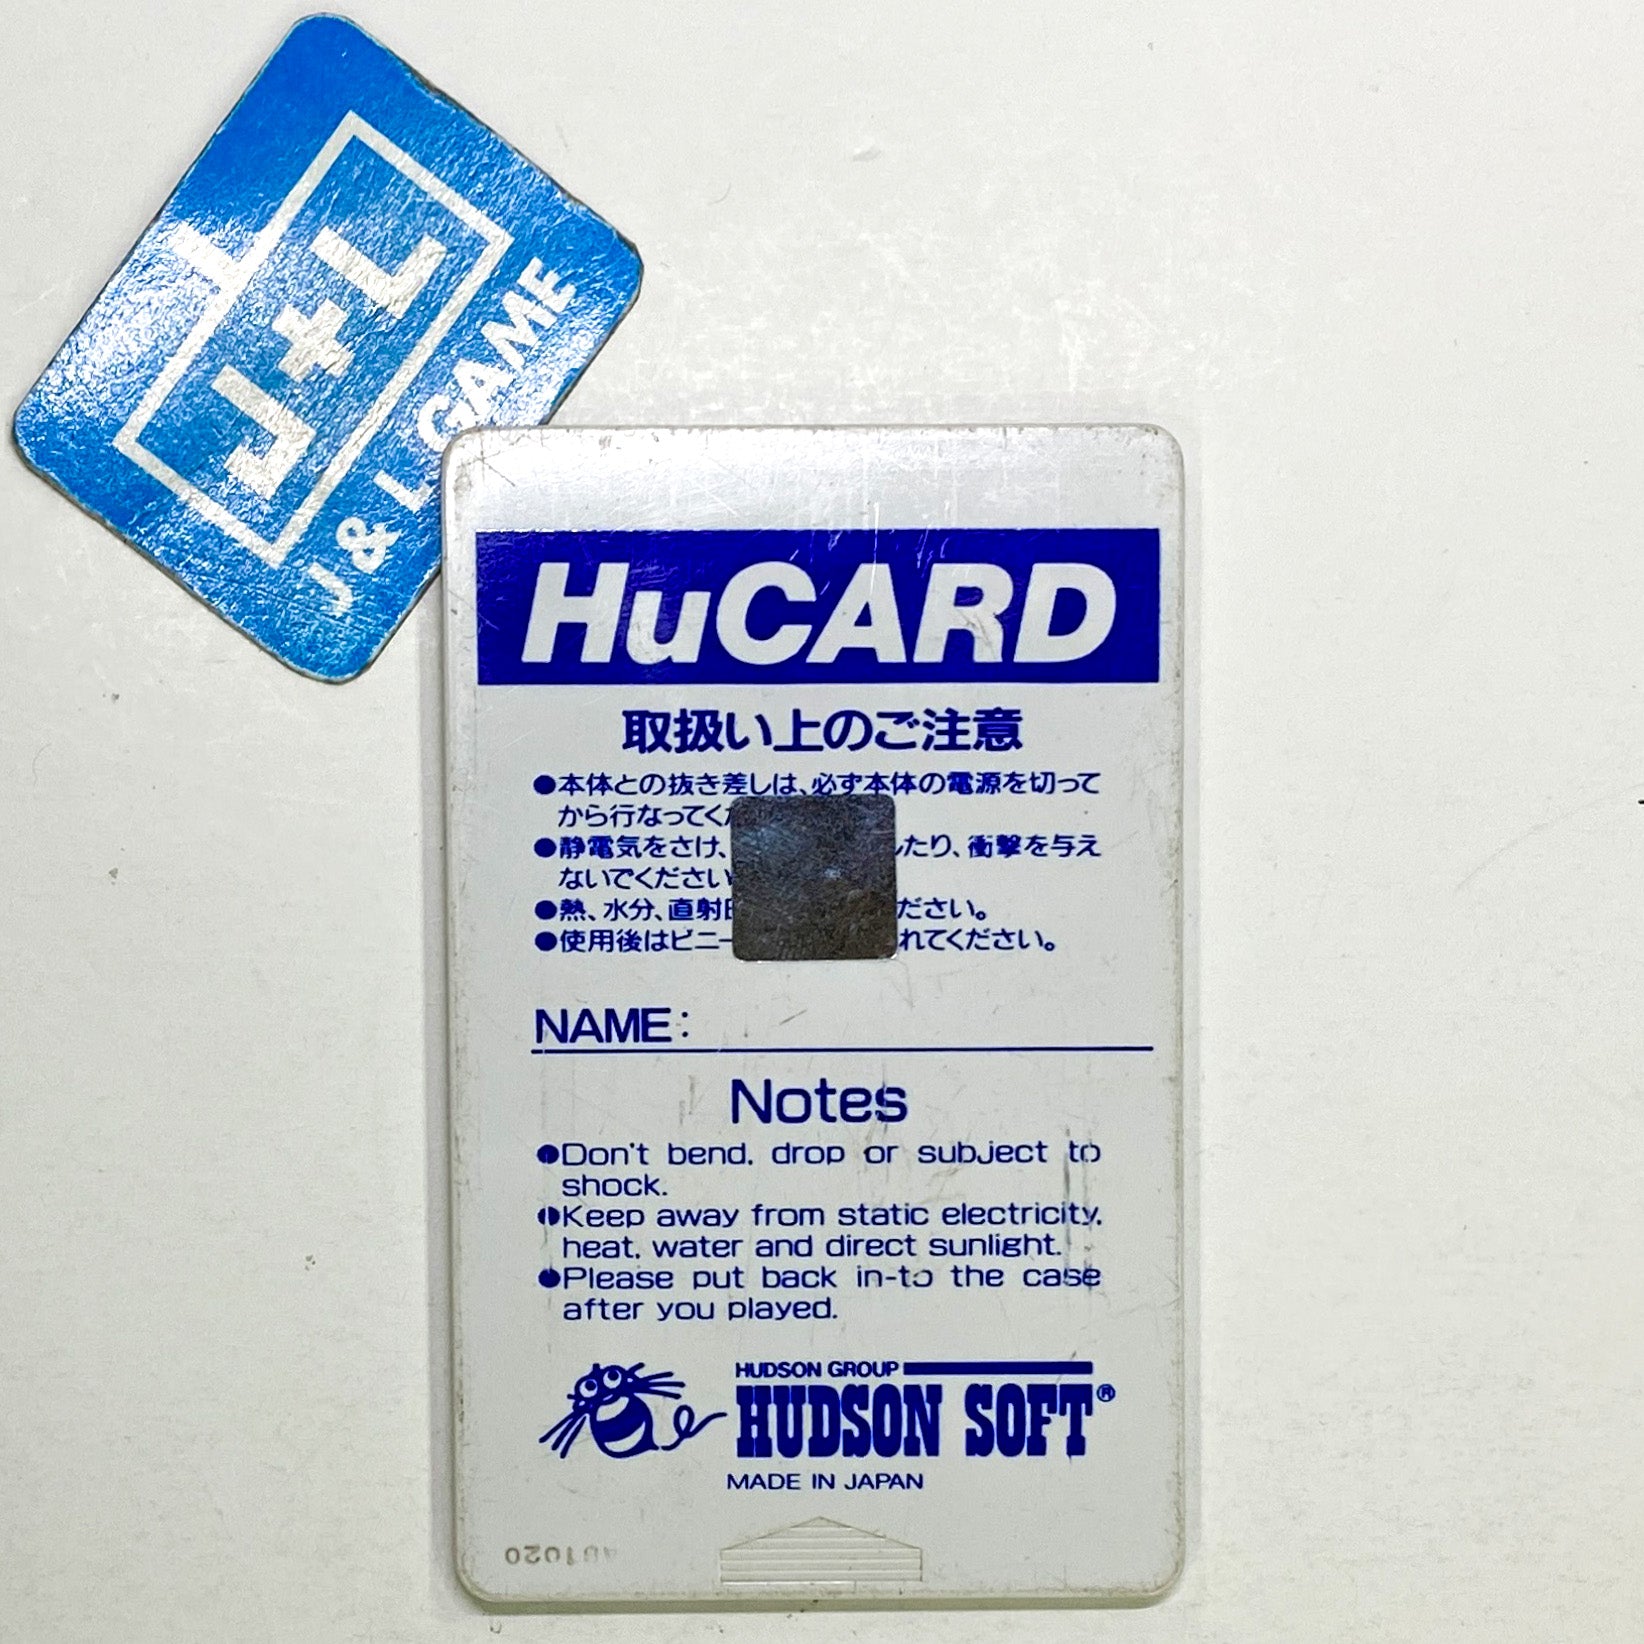 J+L
J & L GAME
HuCARD
取扱い上のご注意
●本体との抜き差しは、必ず本体の電源を切って
から行なってくだ
●静電気をさけ、 したり、衝撃を与え
ないでください
●熱、水分、直射日 ださい。
●使用後はビニー れてください。
NAME:
Notes
●Don't bend, drop or subject to
shock.
●Keep away from static electricity,
heat, water and direct sunlight.
●Please put back in-to the case
after you played.
HUDSON GROUP
HUDSON SOFT®
MADE IN JAPAN